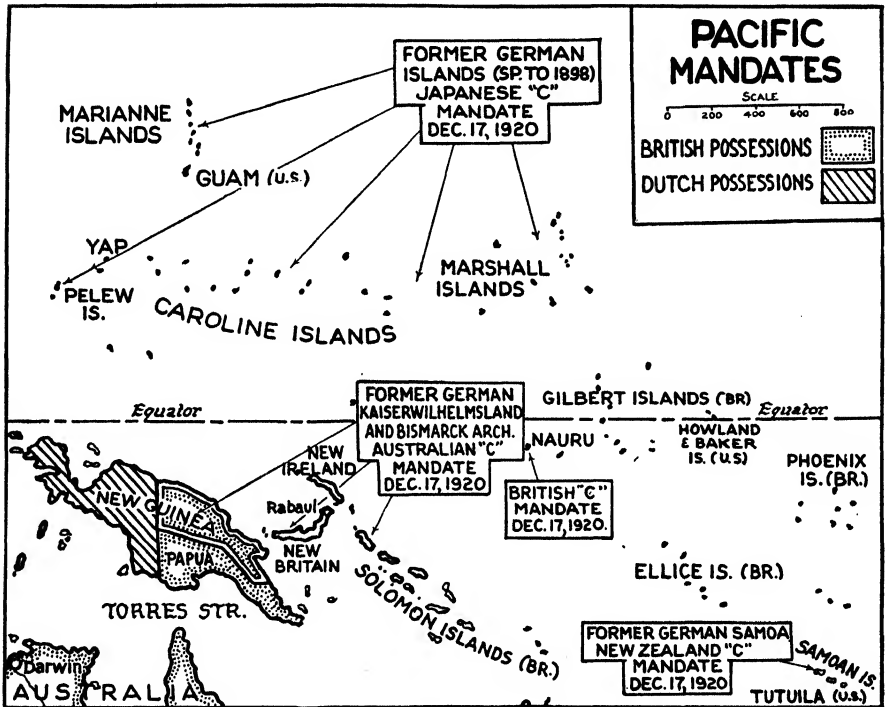 PACIFIC
MANDATES
SCALE
0 200 400 600 800
BRITISH POSSESSIONS
DUTCH POSSESSIONS
FORMER GERMAN
ISLANDS (SP. TO 1898)
JAPANESE "C"
MANDATE
DEC. 17, 1920
MARIANNE
ISLANDS
GUAM (U.S.)
YAP
PELEW
IS.
CAROLINE ISLANDS
MARSHALL
ISLANDS
FORMER GERMAN
KAISERWILHELMSLAND
AND BISMARCK ARCH.
AUSTRALIAN "C"
MANDATE
DEC. 17, 1920
GILBERT ISLANDS (BR)
Equator
Equator
HOWLAND
& BAKER
IS. (U.S)
NAURU
BRITISH "C"
MANDATE
DEC. 17, 1920.
PHOENIX
IS. (BR.)
NEW
IRELAND
Rabaul
NEW
BRITAIN
NEW GUINEA
PAPUA
TORRES STR.
SOLOMON ISLANDS (BR.)
ELLICE IS. (BR.)
FORMER GERMAN SAMOA
NEW ZEALAND "C"
MANDATE
DEC. 17, 1920
SAMOAN IS.
TUTUILA (U.S.)
Darwin
AUSTRALIA